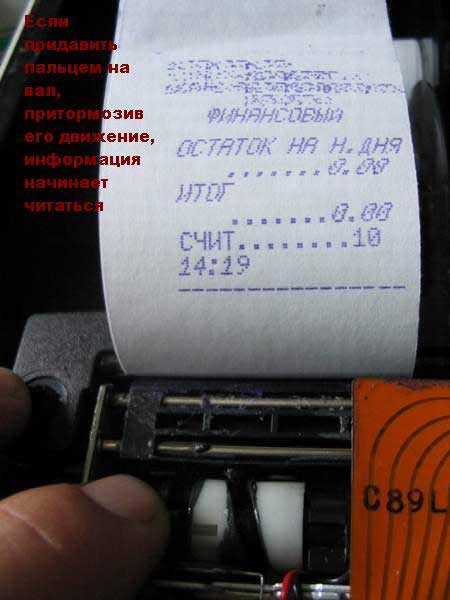 Если
придавить
пальцем на
вал,
притормозив
его движение,
информация
начинает
читаться
ФИНАНСОВЫЙ
ОСТАТОК НА Н.ДНЯ
.......0.00
ИТОГ
.......0.00
СЧИТ........10
14:19
C89L